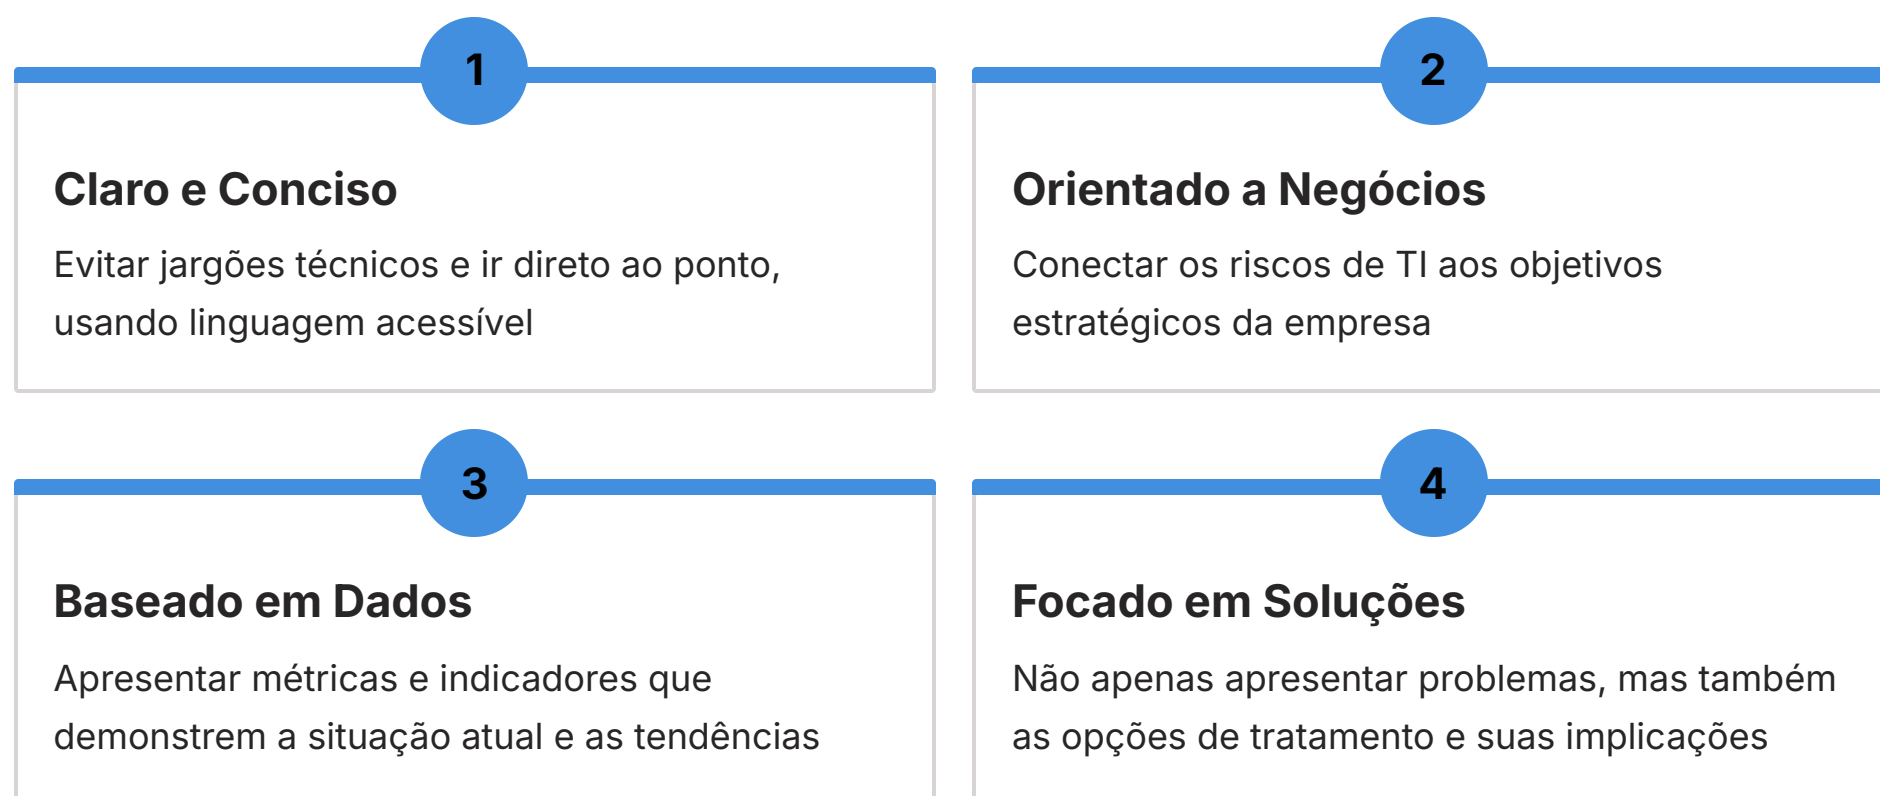 1
Claro e Conciso
Evitar jargões técnicos e ir direto ao ponto,
usando linguagem acessível
2
Orientado a Negócios
Conectar os riscos de TI aos objetivos
estratégicos da empresa
3
Baseado em Dados
Apresentar métricas e indicadores que
demonstrem a situação atual e as tendências
4
Focado em Soluções
Não apenas apresentar problemas, mas também
as opções de tratamento e suas implicações